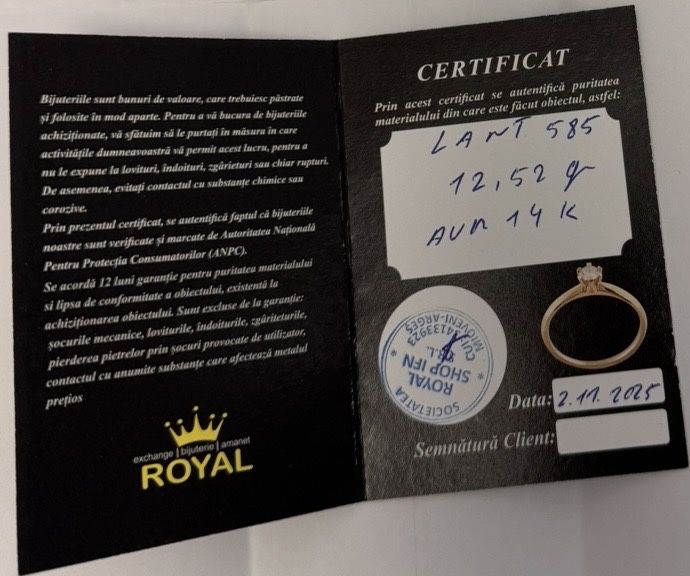 Bijuteriile sunt bunuri de valoare, care trebuiesc păstrate
și folosite în mod aparte. Pentru a vă bucura de bijuteriile
achiziționate, vă sfătuim să le purtați în măsura în care
activitățile dumneavoastră vă permit acest lucru, pentru a
nu le expune la lovituri, îndoituri, zgârieturi sau chiar rupturi.
De asemenea, evitați contactul cu substanțe chimice sau
corozive.
Prin prezentul certificat, se autentifică faptul că bijuteriile
noastre sunt verificate și marcate de Autoritatea Națională
Pentru Protecția Consumatorilor (ANPC).
Se acordă 12 luni garanție pentru puritatea materialului
si lipsa de conformitate a obiectului, existentă la
achiziționarea obiectului. Sunt excluse de la garanție:
șocurile mecanice, loviturile, îndoiturile, zgâriteturile,
pierderea pietrelor prin șocuri provocate de utilizator,
contactul cu anumite substanțe care afectează metalul
prețios
exchange | bijuterie | amanet
ROYAL
CERTIFICAT
Prin acest certificat se autentifică puritatea
materialului din care este făcut obiectul, astfel:
LANT 585
12,52 gr
AUR 14 K
SOCIETATEA
ROYAL
SHOP IFN
S.R.L.
CUI 34133923
MIOVENI-ARGEȘ
Data: 2.11.2025
Semnătură Client: